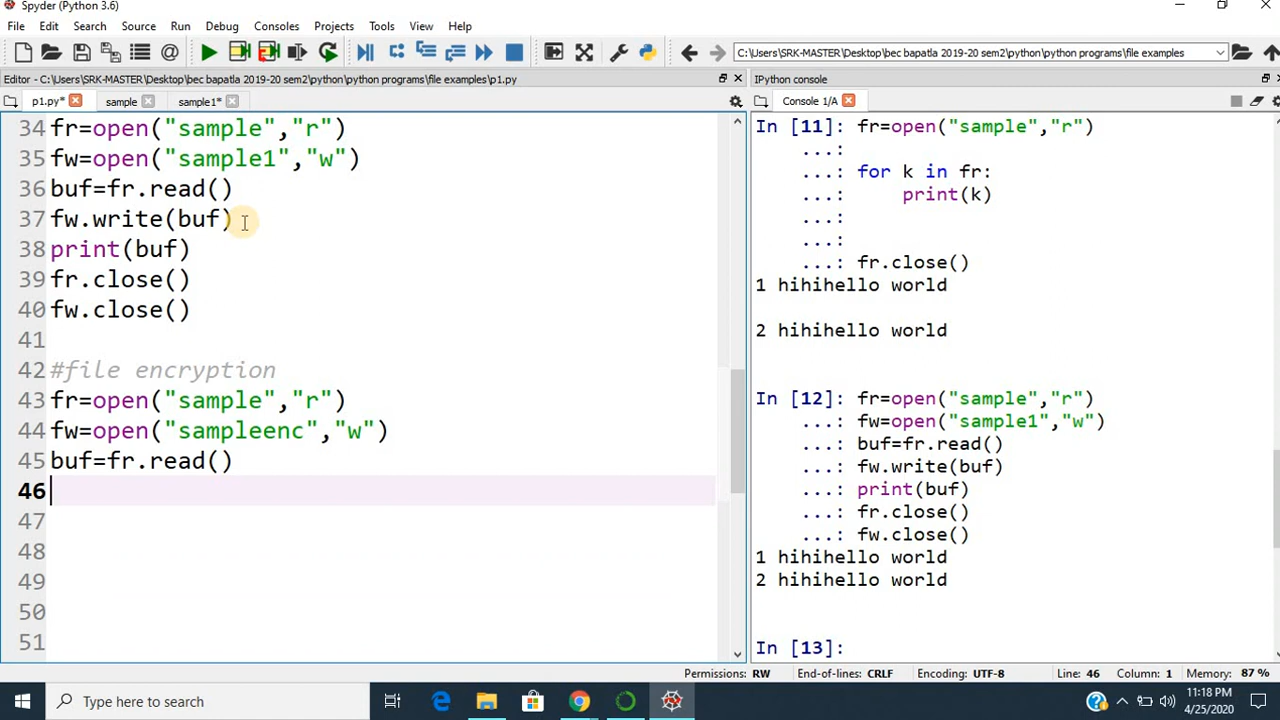 Spyder (Python 3.6)
File Edit Search Source Run Debug Consoles Projects Tools View Help
C:\Users\SRK-MASTER\Desktop\bec bapatla 2019-20 sem2\python\python programs\file examples
Editor - C:\Users\SRK-MASTER\Desktop\bec bapatla 2019-20 sem2\python\python programs\file examples\p1.py
p1.py* sample sample1*
34 fr=open("sample","r")
35 fw=open("sample1","w")
36 buf=fr.read()
37 fw.write(buf)
38 print(buf)
39 fr.close()
40 fw.close()
41
42 #file encryption
43 fr=open("sample","r")
44 fw=open("sampleenc","w")
45 buf=fr.read()
46
47
48
49
50
51
IPython console
Console 1/A
In [11]: fr=open("sample","r")
...:
...: for k in fr:
...:     print(k)
...:
...:
...: fr.close()
1 hihihello world
2 hihihello world
In [12]: fr=open("sample","r")
...: fw=open("sample1","w")
...: buf=fr.read()
...: fw.write(buf)
...: print(buf)
...: fr.close()
...: fw.close()
1 hihihello world
2 hihihello world
In [13]:
Permissions: RW End-of-lines: CRLF Encoding: UTF-8 Line: 46 Column: 1 Memory: 87 %
Type here to search
11:18 PM
4/25/2020